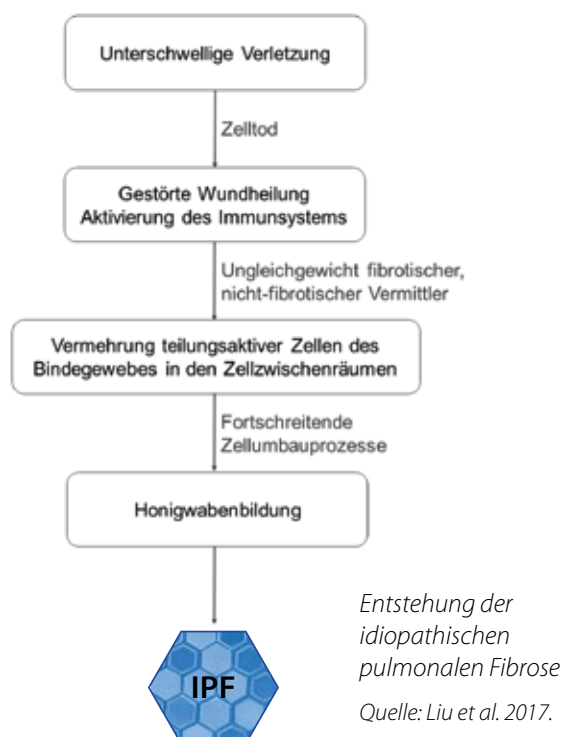 Unterschwellige Verletzung
Zelltod
Gestörte Wundheilung
Aktivierung des Immunsystems
Ungleichgewicht fibrotischer,
nicht-fibrotischer Vermittler
Vermehrung teilungsaktiver Zellen des
Bindegewebes in den Zellzwischenräumen
Fortschreitende
Zellumbauprozesse
Honigwabenbildung
IPF
Entstehung der
idiopathischen
pulmonalen Fibrose
Quelle: Liu et al. 2017.